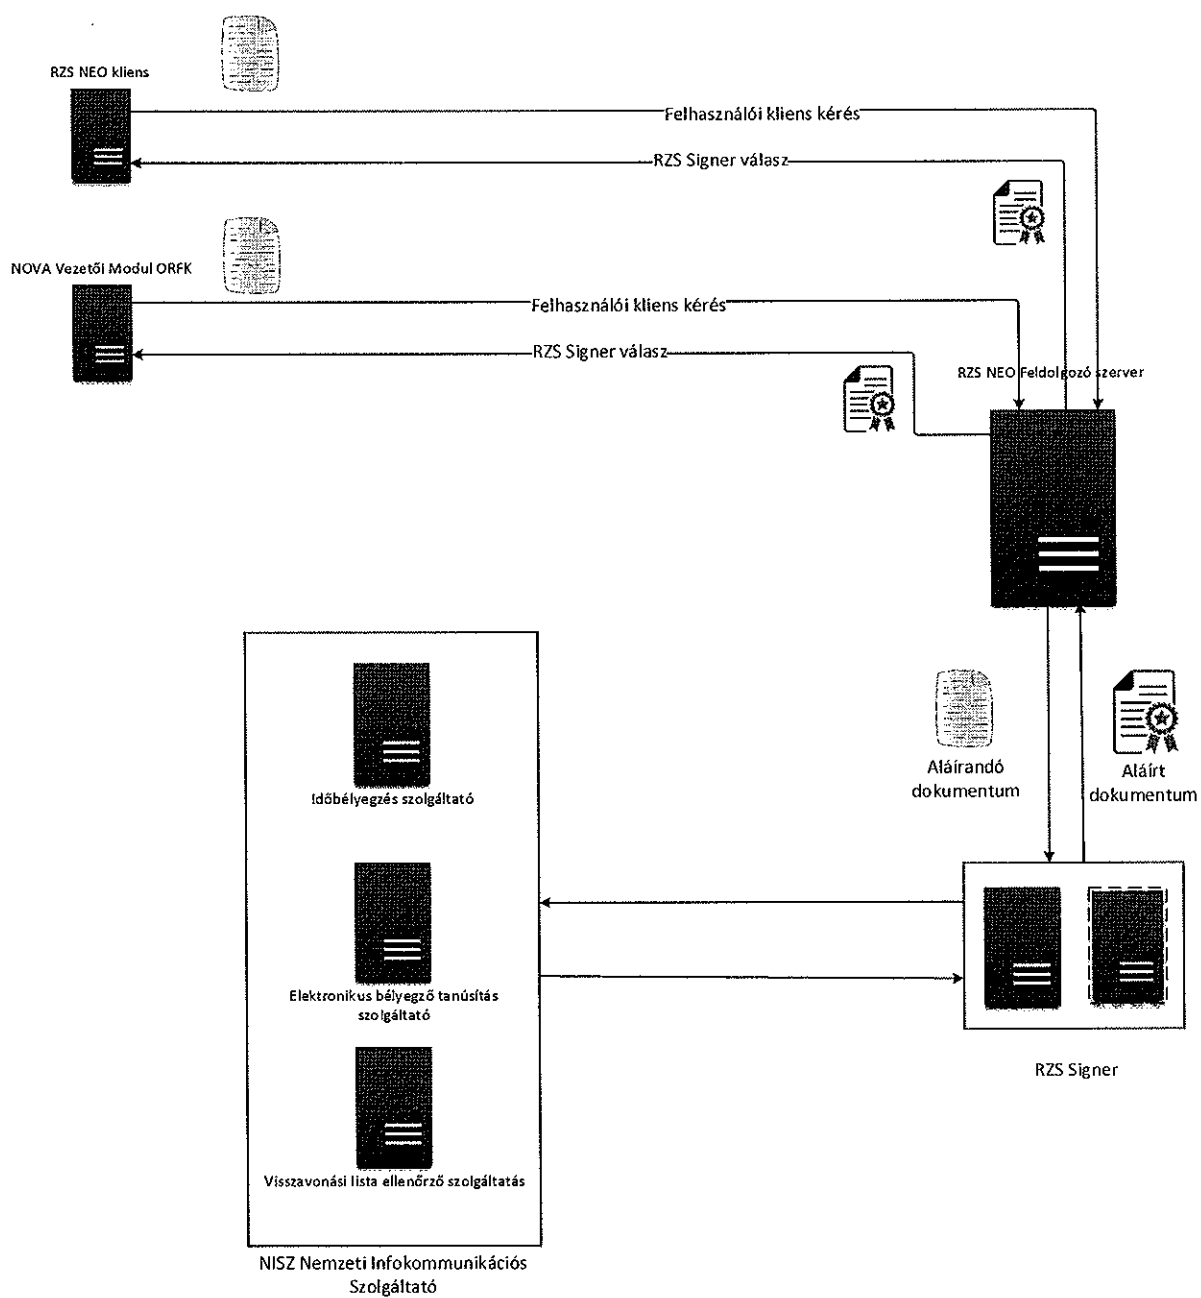 RZS NEO kliens
Felhasználói kliens kérés
RZS Signer válasz
NOVA Vezetői Modul ORFK
Felhasználói kliens kérés
RZS Signer válasz
RZS NEO Feldolgozó szerver
Aláírandó
dokumentum
Aláírt
dokumentum
Időbélyegzés szolgáltató
Elektronikus bélyegző tanúsítás
szolgáltató
RZS Signer
Visszavonási lista ellenőrző szolgáltatás
NISZ Nemzeti Infokommunikációs
Szolgáltató